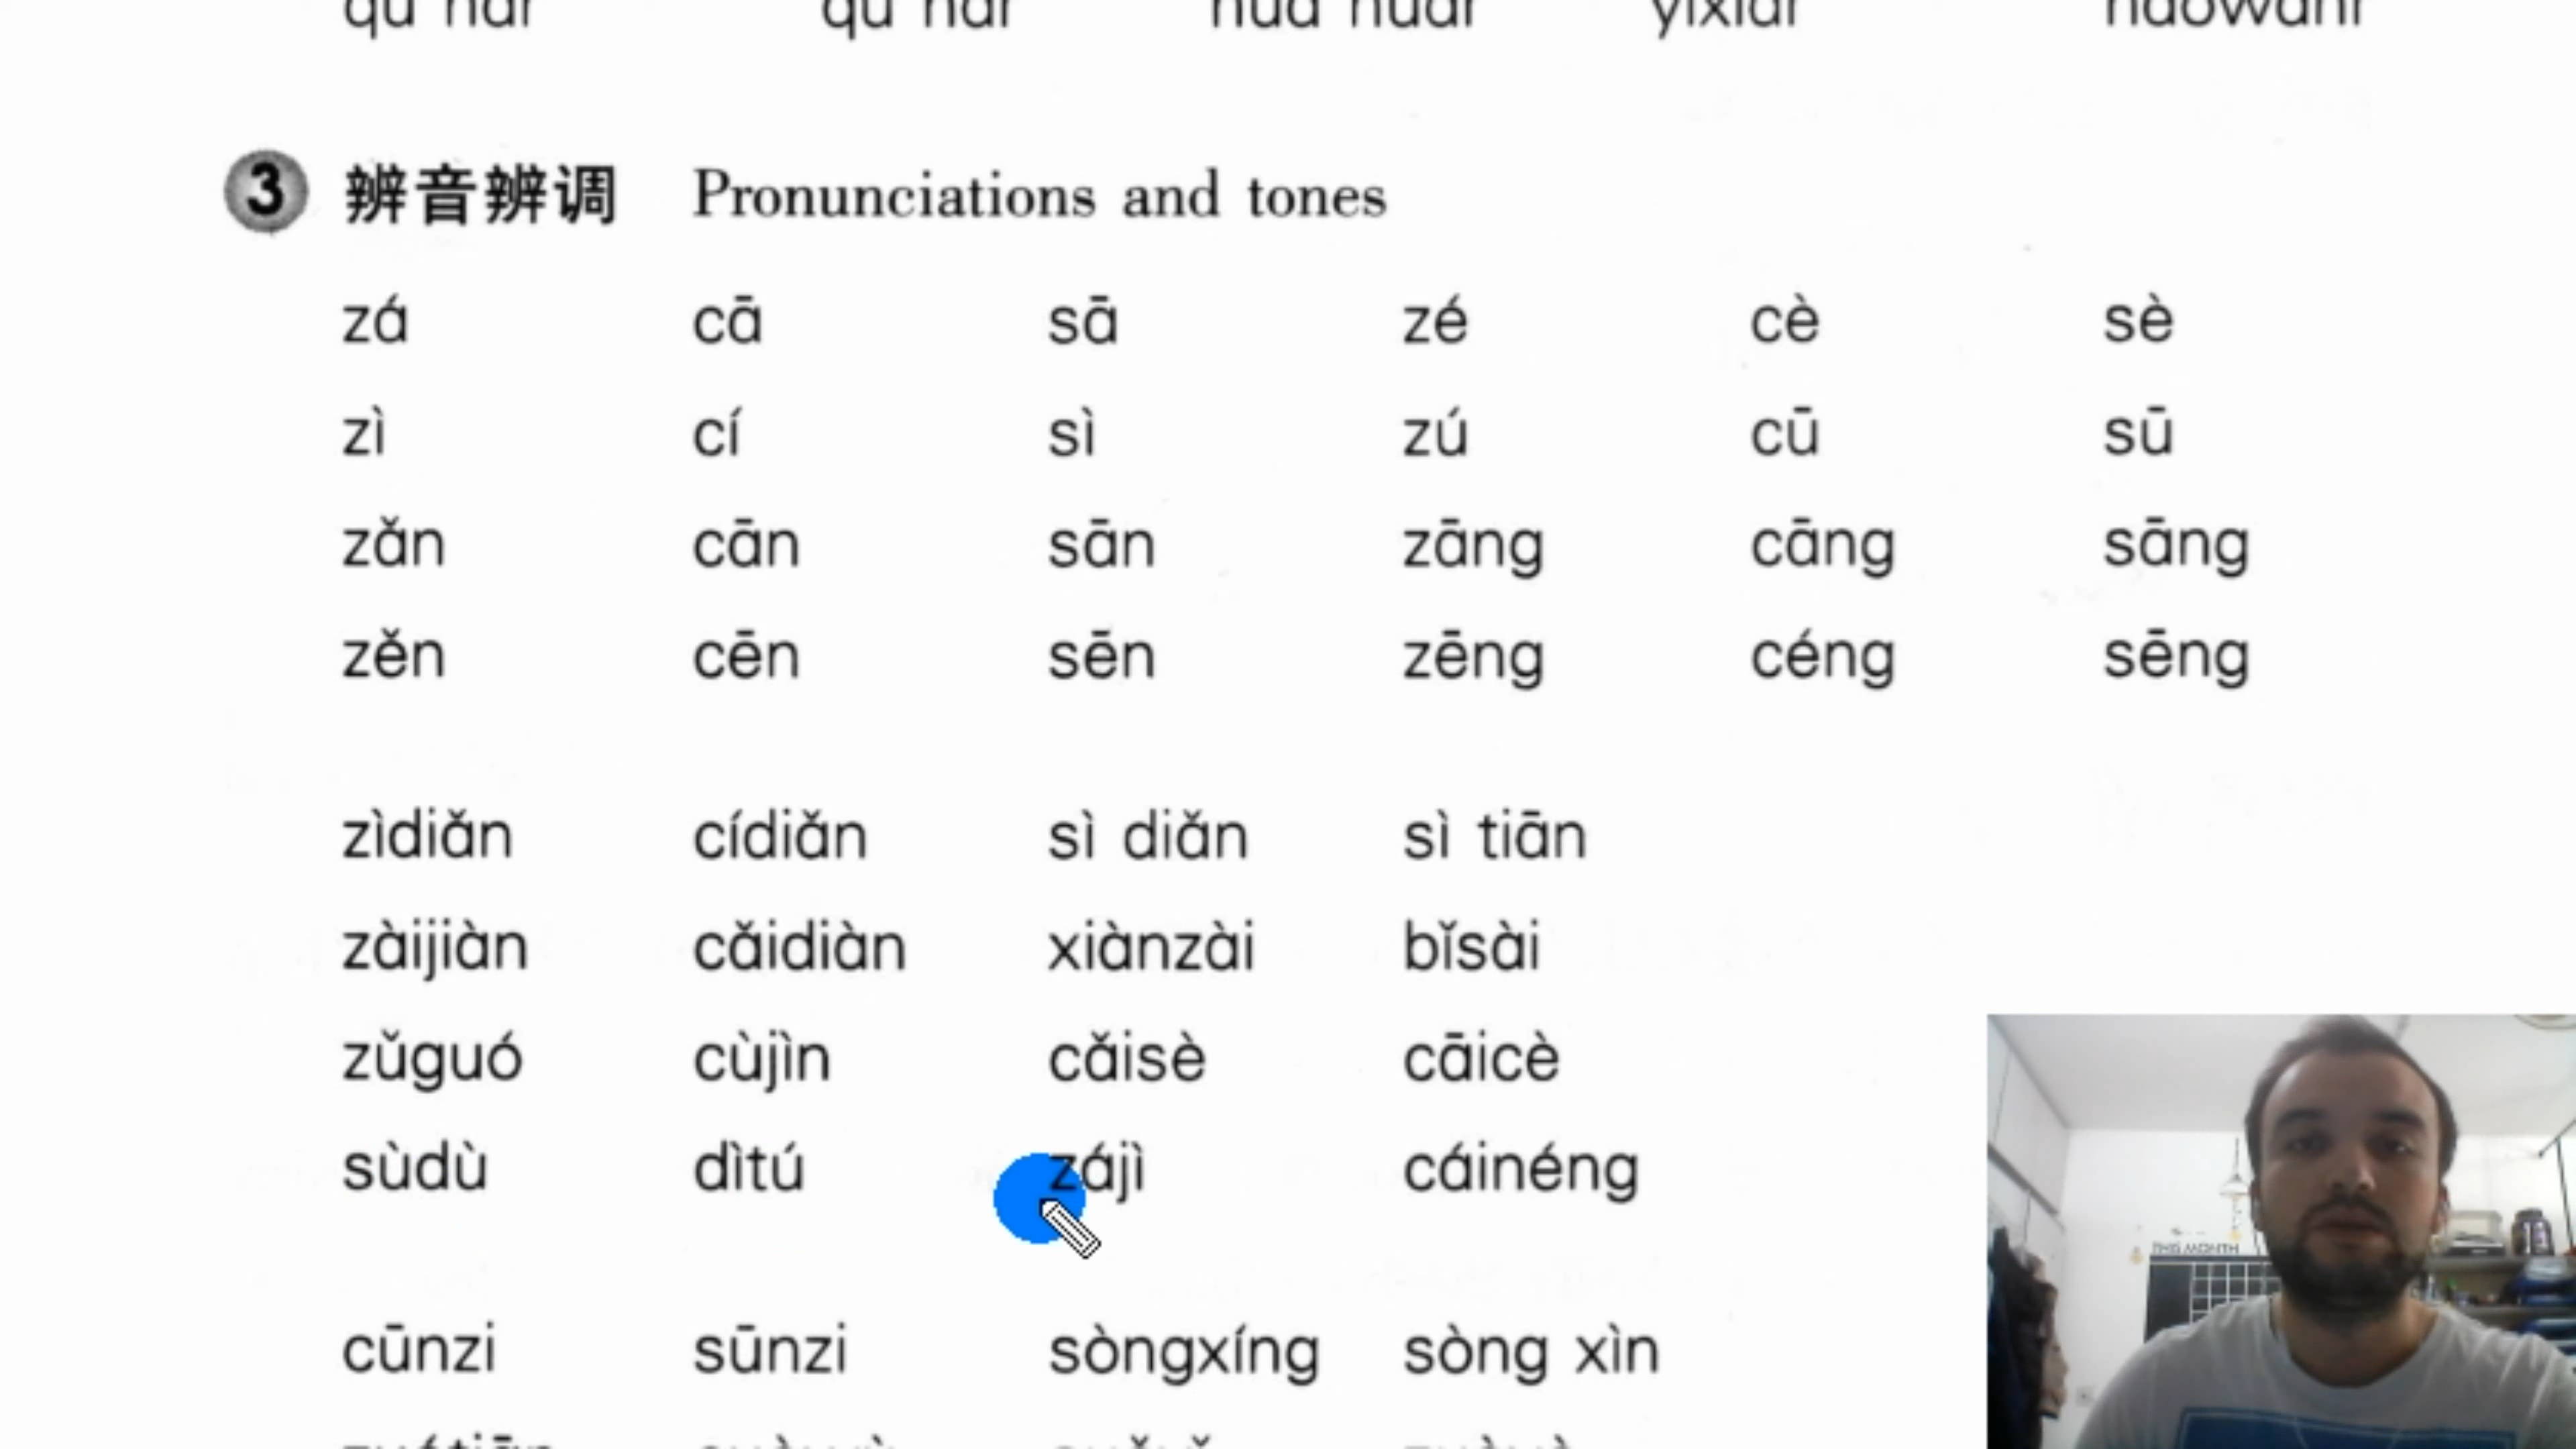 3 辨音辨调 Pronunciations and tones
zá cā sā zé cè sè
zì cí sì zú cū sū
zǎn cān sān zāng cāng sāng
zěn cēn sēn zēng céng sēng
zìdiǎn cídiǎn sì diǎn sì tiān
zàijiàn cǎidiàn xiànzài bǐsài
zǔguó cùjìn cǎisè cāicè
sùdù dìtú zájì cáinéng
THIS MONTH
cūnzi sūnzi sòngxíng sòng xìn